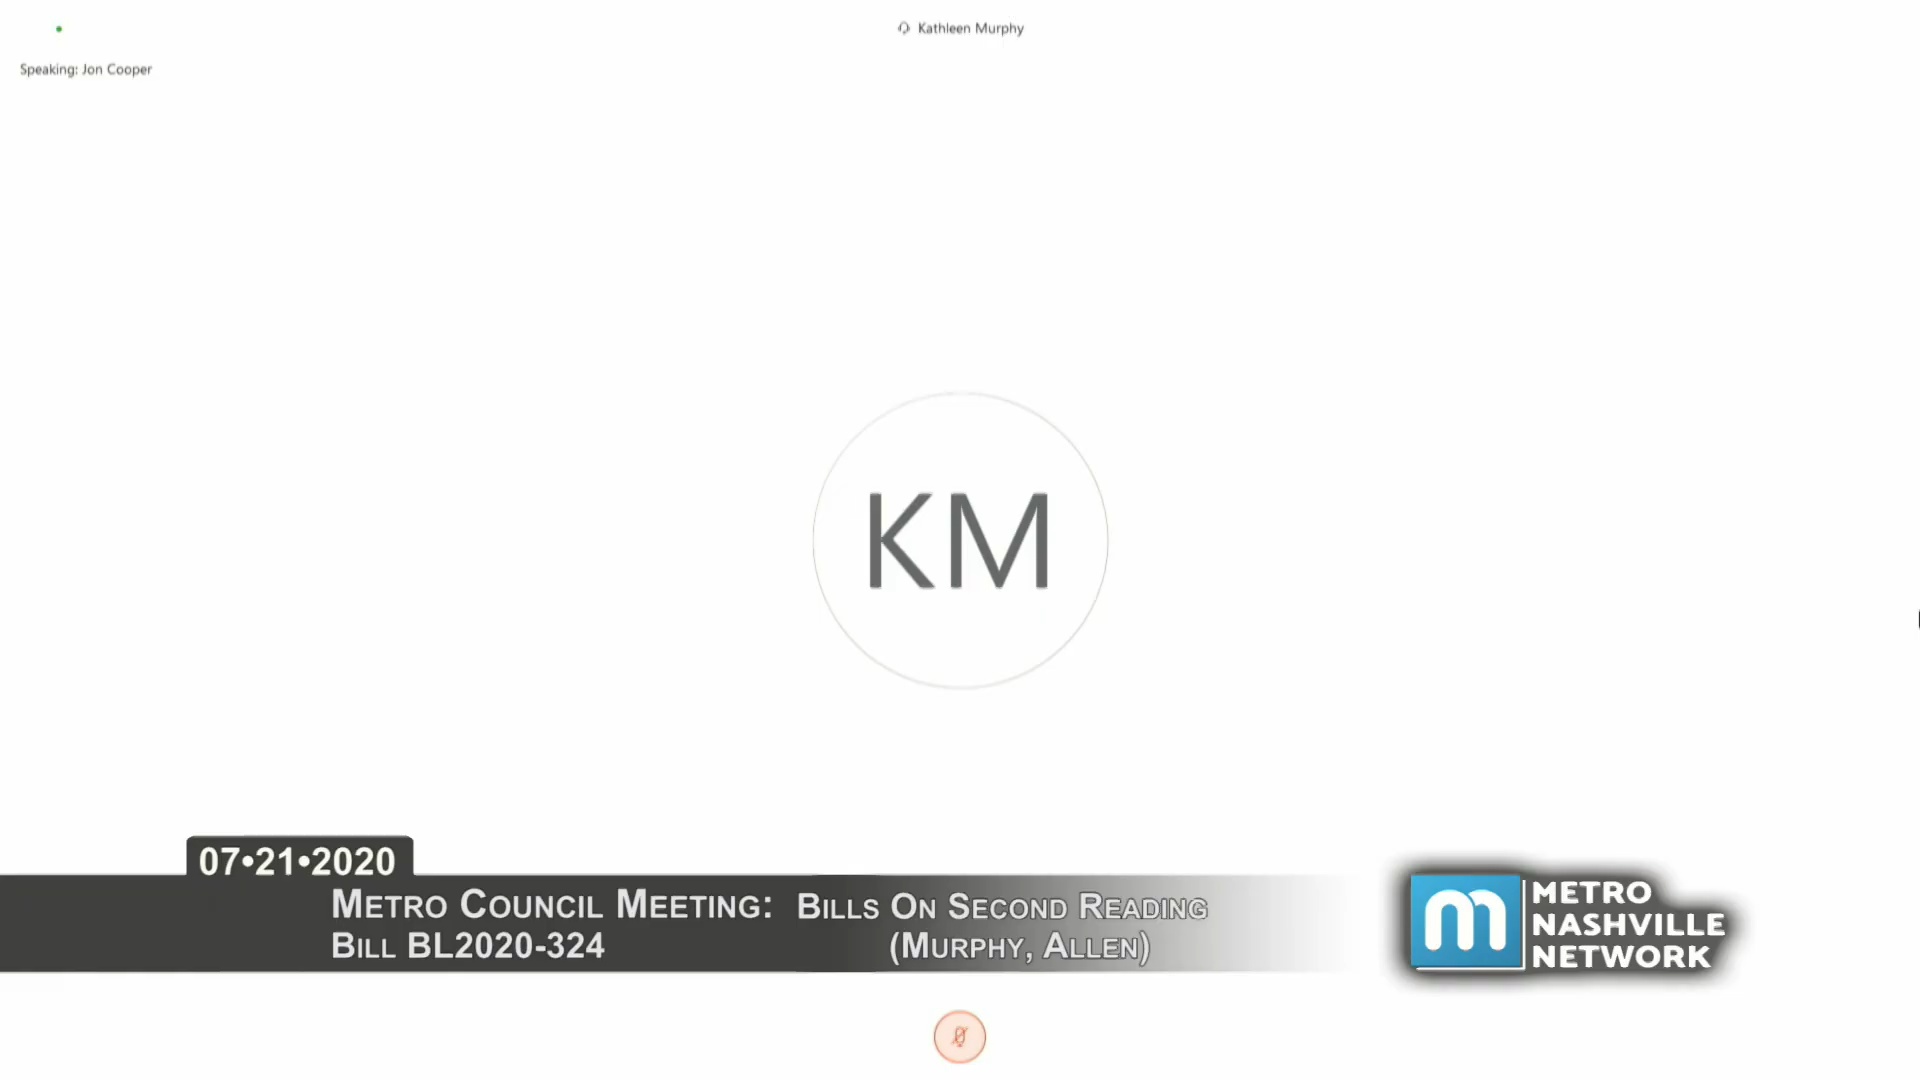 Kathleen Murphy
Speaking: Jon Cooper
KM
07•21•2020
METRO COUNCIL MEETING: BILLS ON SECOND READING
BILL BL2020-324 (MURPHY, ALLEN)
m METRO
NASHVILLE
NETWORK